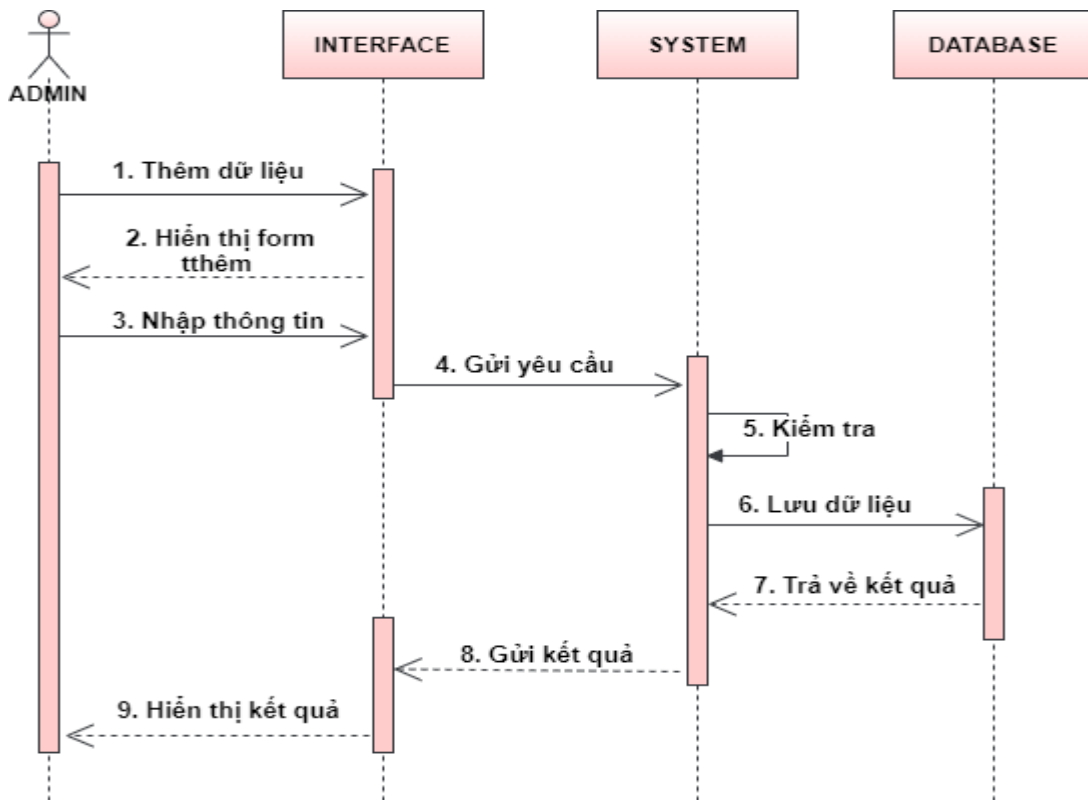 ADMIN
INTERFACE
SYSTEM
DATABASE
1. Thêm dữ liệu
2. Hiển thị form
tthêm
3. Nhập thông tin
4. Gửi yêu cầu
5. Kiểm tra
6. Lưu dữ liệu
7. Trả về kết quả
8. Gửi kết quả
9. Hiển thị kết quả